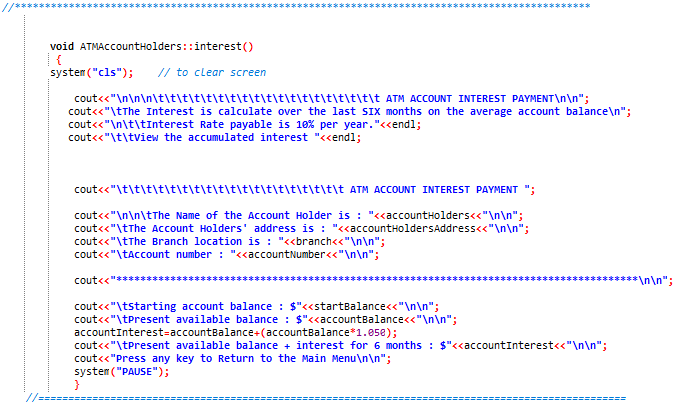 //************************************************************************************************
void ATMAccountHolders::interest()
{
system("cls");    // to clear screen
cout<<"\n\n\n\t\t\t\t\t\t\t\t\t\t\t\t\t\t\t\t\t\t\t ATM ACCOUNT INTEREST PAYMENT\n\n";
cout<<"\tThe Interest is calculate over the last SIX months on the average account balance\n";
cout<<"\n\t\tInterest Rate payable is 10% per year."<<endl;
cout<<"\t\tView the accumulated interest "<<endl;
cout<<"\t\t\t\t\t\t\t\t\t\t\t\t\t\t\t\t\t\t\t ATM ACCOUNT INTEREST PAYMENT ";
cout<<"\n\n\tThe Name of the Account Holder is : "<<accountHolders<<"\n\n";
cout<<"\tThe Account Holders' address is : "<<accountHoldersAddress<<"\n\n";
cout<<"\tThe Branch location is : "<<branch<<"\n\n";
cout<<"\tAccount number : "<<accountNumber<<"\n\n";
cout<<"***************************************************************************************\n\n";
cout<<"\tStarting account balance : $"<<startBalance<<"\n\n";
cout<<"\tPresent available balance : $"<<accountBalance<<"\n\n";
accountInterest=accountBalance+(accountBalance*1.050);
cout<<"\tPresent available balance + interest for 6 months : $"<<accountInterest<<"\n\n";
cout<<"Press any key to Return to the Main Menu\n\n";
system("PAUSE");
}
//==================================================================================================